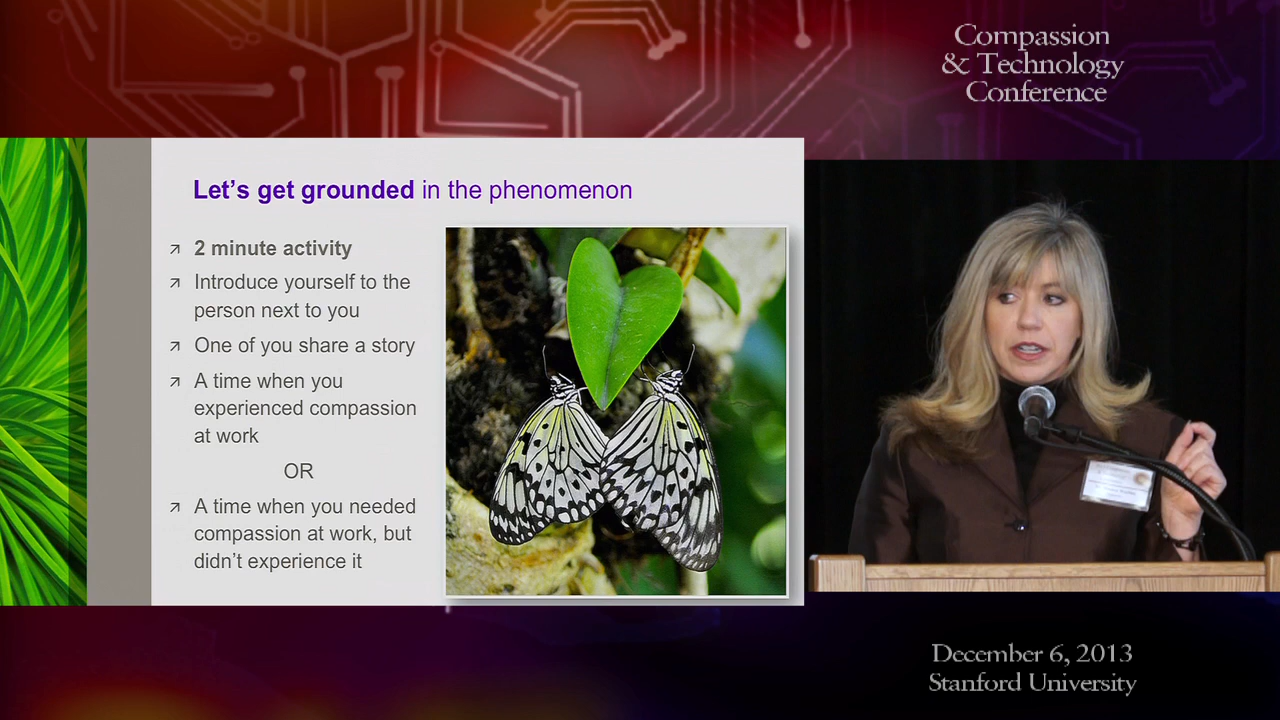 Compassion
& Technology
Conference
Let's get grounded in the phenomenon
2 minute activity
Introduce yourself to the
person next to you
One of you share a story
A time when you
experienced compassion
at work
OR
A time when you needed
compassion at work, but
didn't experience it
December 6, 2013
Stanford University